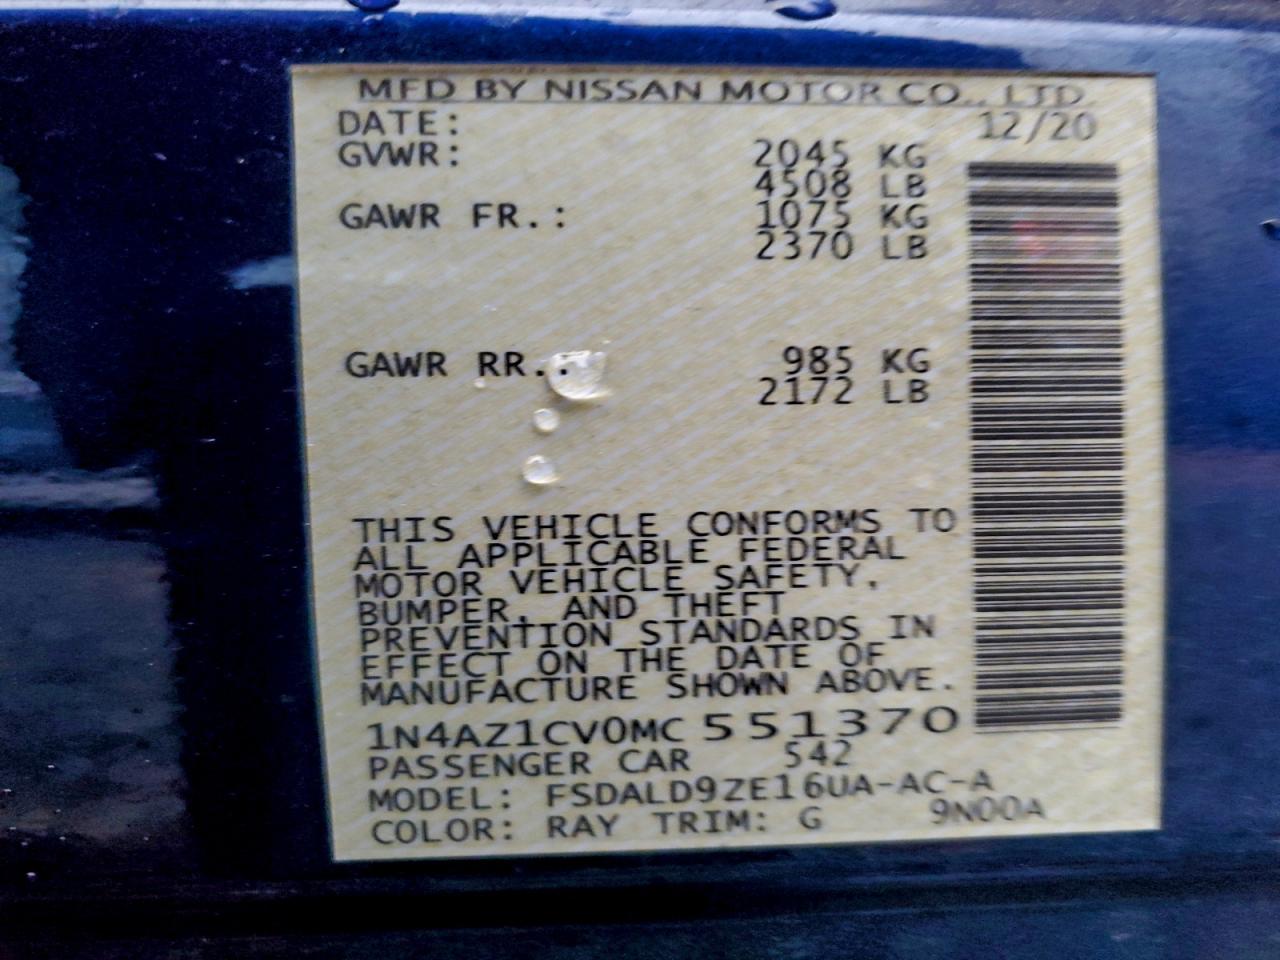 MFD BY NISSAN MOTOR CO., LTD.
DATE: 12/20
GVWR: 2045 KG
4508 LB
GAWR FR.: 1075 KG
2370 LB
GAWR RR.: 985 KG
2172 LB
THIS VEHICLE CONFORMS TO
ALL APPLICABLE FEDERAL
MOTOR VEHICLE SAFETY,
BUMPER, AND THEFT
PREVENTION STANDARDS IN
EFFECT ON THE DATE OF
MANUFACTURE SHOWN ABOVE.
1N4AZ1CV0MC551370
PASSENGER CAR 542
MODEL: FSDALD9ZE16UA-AC-A
COLOR: RAY TRIM: G 9N00A